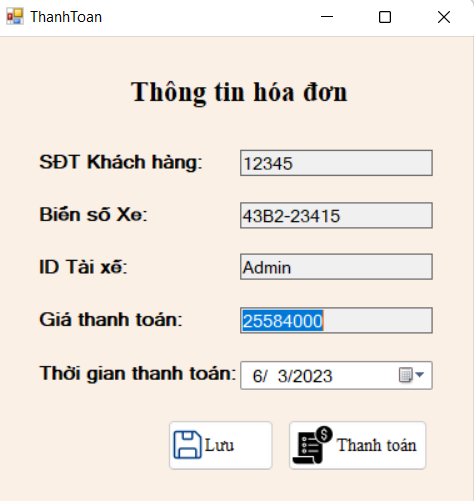 ThanhToan
Thông tin hóa đơn
SĐT Khách hàng: 12345
Biển số Xe: 43B2-23415
ID Tài xế: Admin
Giá thanh toán: 25584000
Thời gian thanh toán: 6/ 3/2023
Lưu Thanh toán